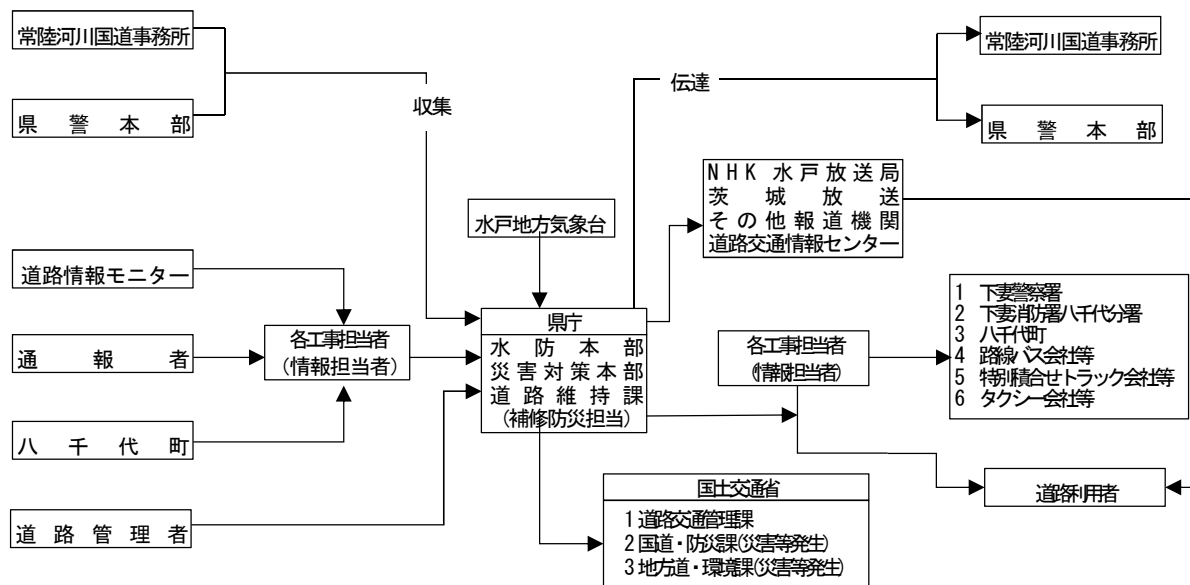 常陸河川国道事務所
県警本部
収集
伝達
常陸河川国道事務所
県警本部
NHK水戸放送局
茨城放送
その他報道機関
道路交通情報センター
水戸地方気象台
道路情報モニター
通報者
八千代町
道路管理者
各工事担当者
(情報担当者)
県庁
水防本部
災害対策本部
道路維持課
(補修防災担当)
各工事担当者
(情報担当者)
1 下妻警察署
2 下妻消防署八千代分署
3 八千代町
4 路線バス会社等
5 特別積合せトラック会社等
6 タクシー会社等
道路利用者
国土交通省
1 道路交通管理課
2 国道・防災課(災害等発生)
3 地方道・環境課(災害等発生)